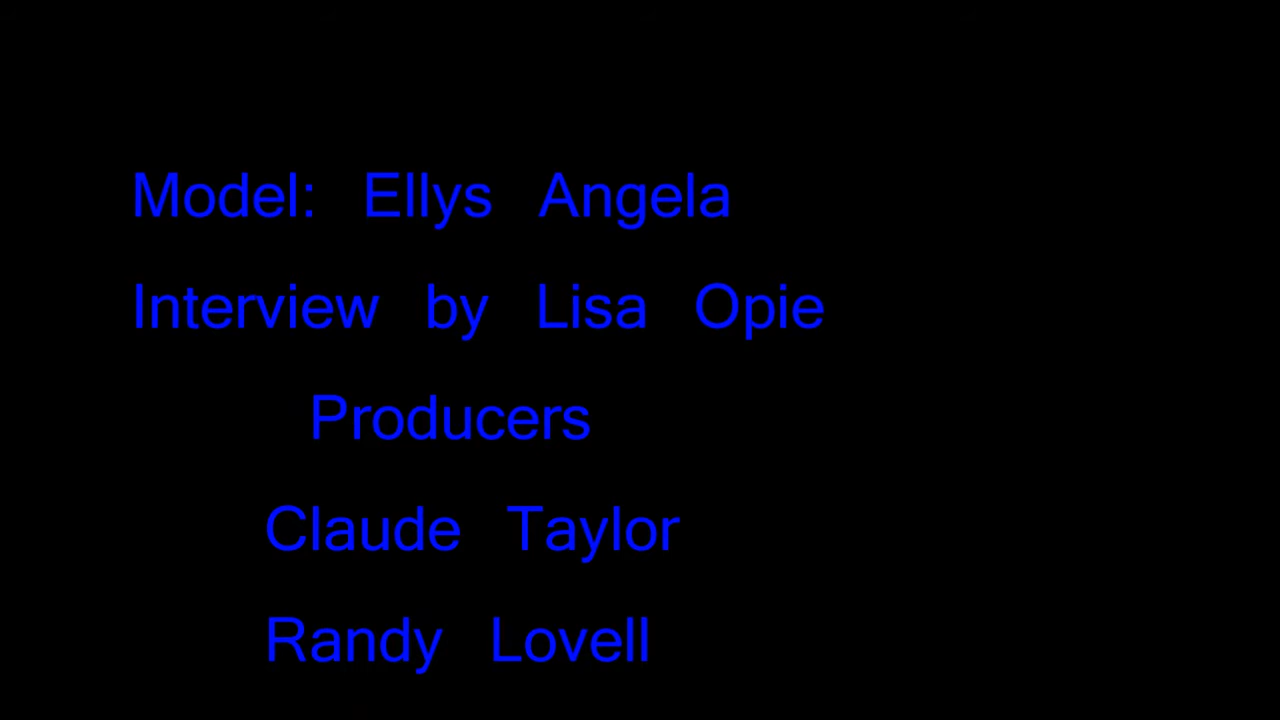 Model: Ellys Angela
Interview by Lisa Opie
Producers
Claude Taylor
Randy Lovell